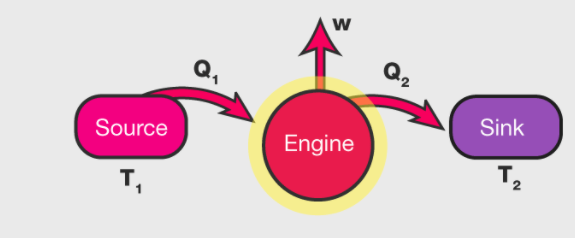 w
Q₁
Q₂
Source
Engine
Sink
T₁
T₂